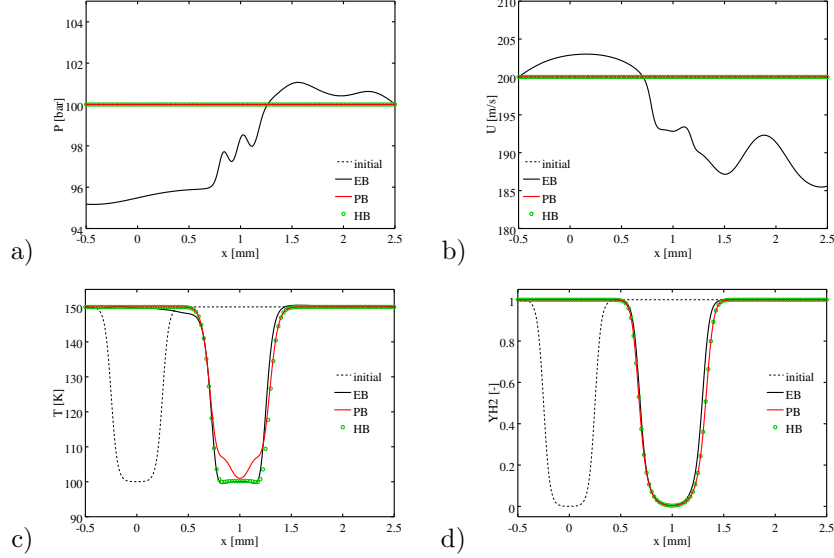 104
102
100
98
96
94
P [bar]
-0.5 0 0.5 1 1.5 2 2.5
x [mm]
initial
EB
PB
HB
a)
210
205
200
195
190
185
180
U [m/s]
-0.5 0 0.5 1 1.5 2 2.5
x [mm]
initial
EB
PB
HB
b)
150
140
130
120
110
100
90
T [K]
-0.5 0 0.5 1 1.5 2 2.5
x [mm]
initial
EB
PB
HB
c)
1
0.8
0.6
0.4
0.2
0
YH2 [-]
-0.5 0 0.5 1 1.5 2 2.5
x [mm]
initial
EB
PB
HB
d)